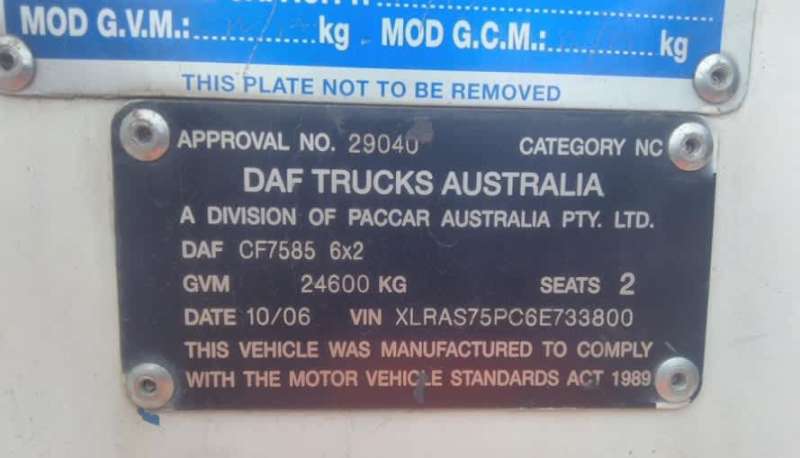 MOD G.V.M.: kg MOD G.C.M.: kg
THIS PLATE NOT TO BE REMOVED
APPROVAL NO. 29040 CATEGORY NC
DAF TRUCKS AUSTRALIA
A DIVISION OF PACCAR AUSTRALIA PTY. LTD.
DAF CF7585 6x2
GVM 24600 KG SEATS 2
DATE 10/06 VIN XLRAS75PC6E733800
THIS VEHICLE WAS MANUFACTURED TO COMPLY
WITH THE MOTOR VEHICLE STANDARDS ACT 1989